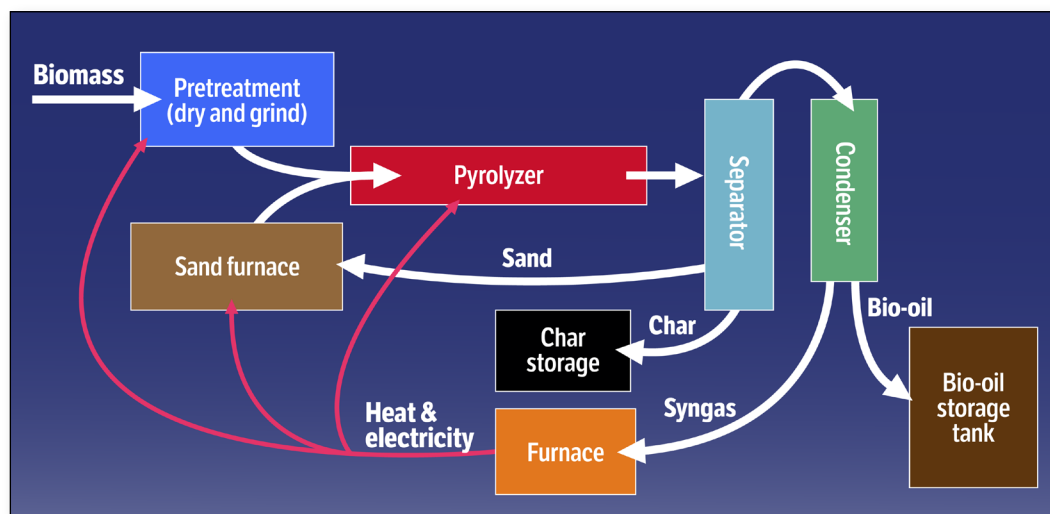 Biomass
Pretreatment
(dry and grind)
Pyrolyzer
Separator
Condenser
Sand furnace
Sand
Char
storage
Char
Bio-oil
Syngas
Heat &
electricity
Furnace
Bio-oil
storage
tank